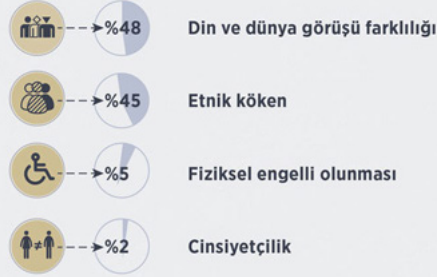 %48 Din ve dünya görüşü farklılığı
%45 Etnik köken
%5 Fiziksel engelli olunması
%2 Cinsiyetçilik